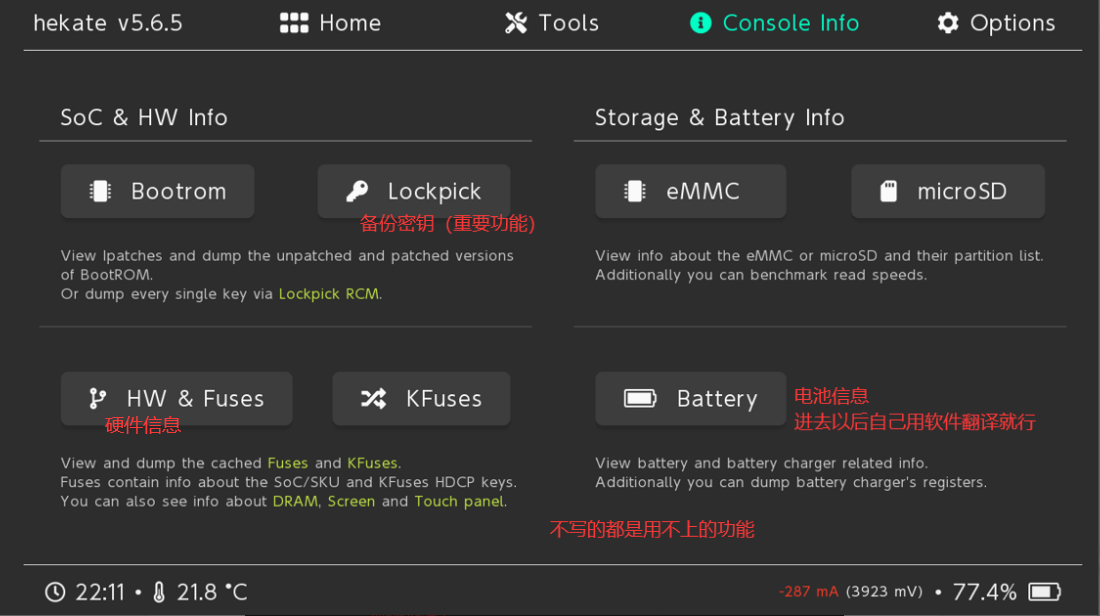 hekate v5.6.5 Home Tools Console Info Options
SoC & HW Info
Bootrom Lockpick
备份密钥（重要功能）
View Ipatches and dump the unpatched and patched versions
of BootROM.
Or dump every single key via Lockpick RCM.
Storage & Battery Info
eMMC microSD
View info about the eMMC or microSD and their partition list.
Additionally you can benchmark read speeds.
HW & Fuses KFuses
硬件信息
View and dump the cached Fuses and KFuses.
Fuses contain info about the SoC/SKU and KFuses HDCP keys.
You can also see info about DRAM, Screen and Touch panel.
Battery
电池信息
进去以后自己用软件翻译就行
View battery and battery charger related info.
Additionally you can dump battery charger's registers.
不写的都是用不上的功能
22:11 • 21.8 °C -287 mA (3923 mV) • 77.4%